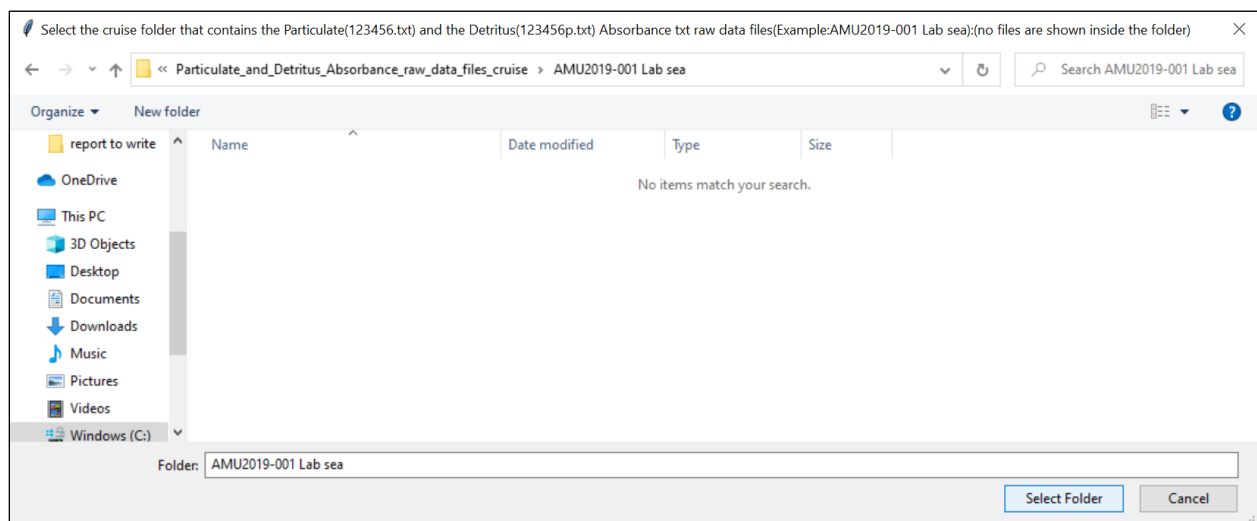 Select the cruise folder that contains the Particulate(123456.txt) and the Detritus(123456p.txt) Absorbance txt raw data files(Example:AMU2019-001 Lab sea):(no files are shown inside the folder)
« Particulate_and_Detritus_Absorbance_raw_data_files_cruise › AMU2019-001 Lab sea
Search AMU2019-001 Lab sea
Organize
New folder
?
report to write
OneDrive
This PC
3D Objects
Desktop
Documents
Downloads
Music
Pictures
Videos
Windows (C:)
Name
Date modified
Type
Size
No items match your search.
Folder: AMU2019-001 Lab sea
Select Folder
Cancel